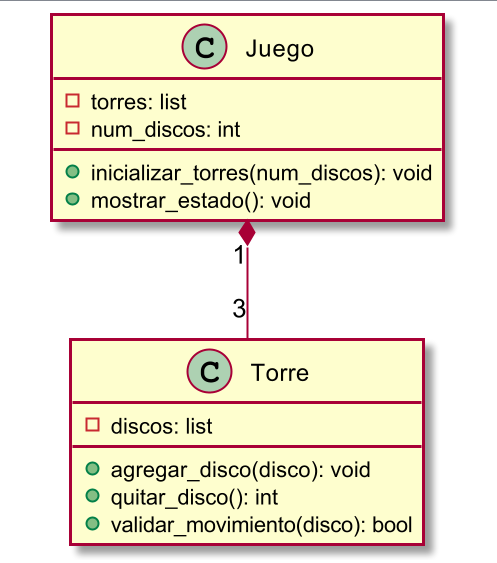 C Juego
torres: list
num_discos: int
inicializar_torres(num_discos): void
mostrar_estado(): void
1
3
C Torre
discos: list
agregar_disco(disco): void
quitar_disco(): int
validar_movimiento(disco): bool